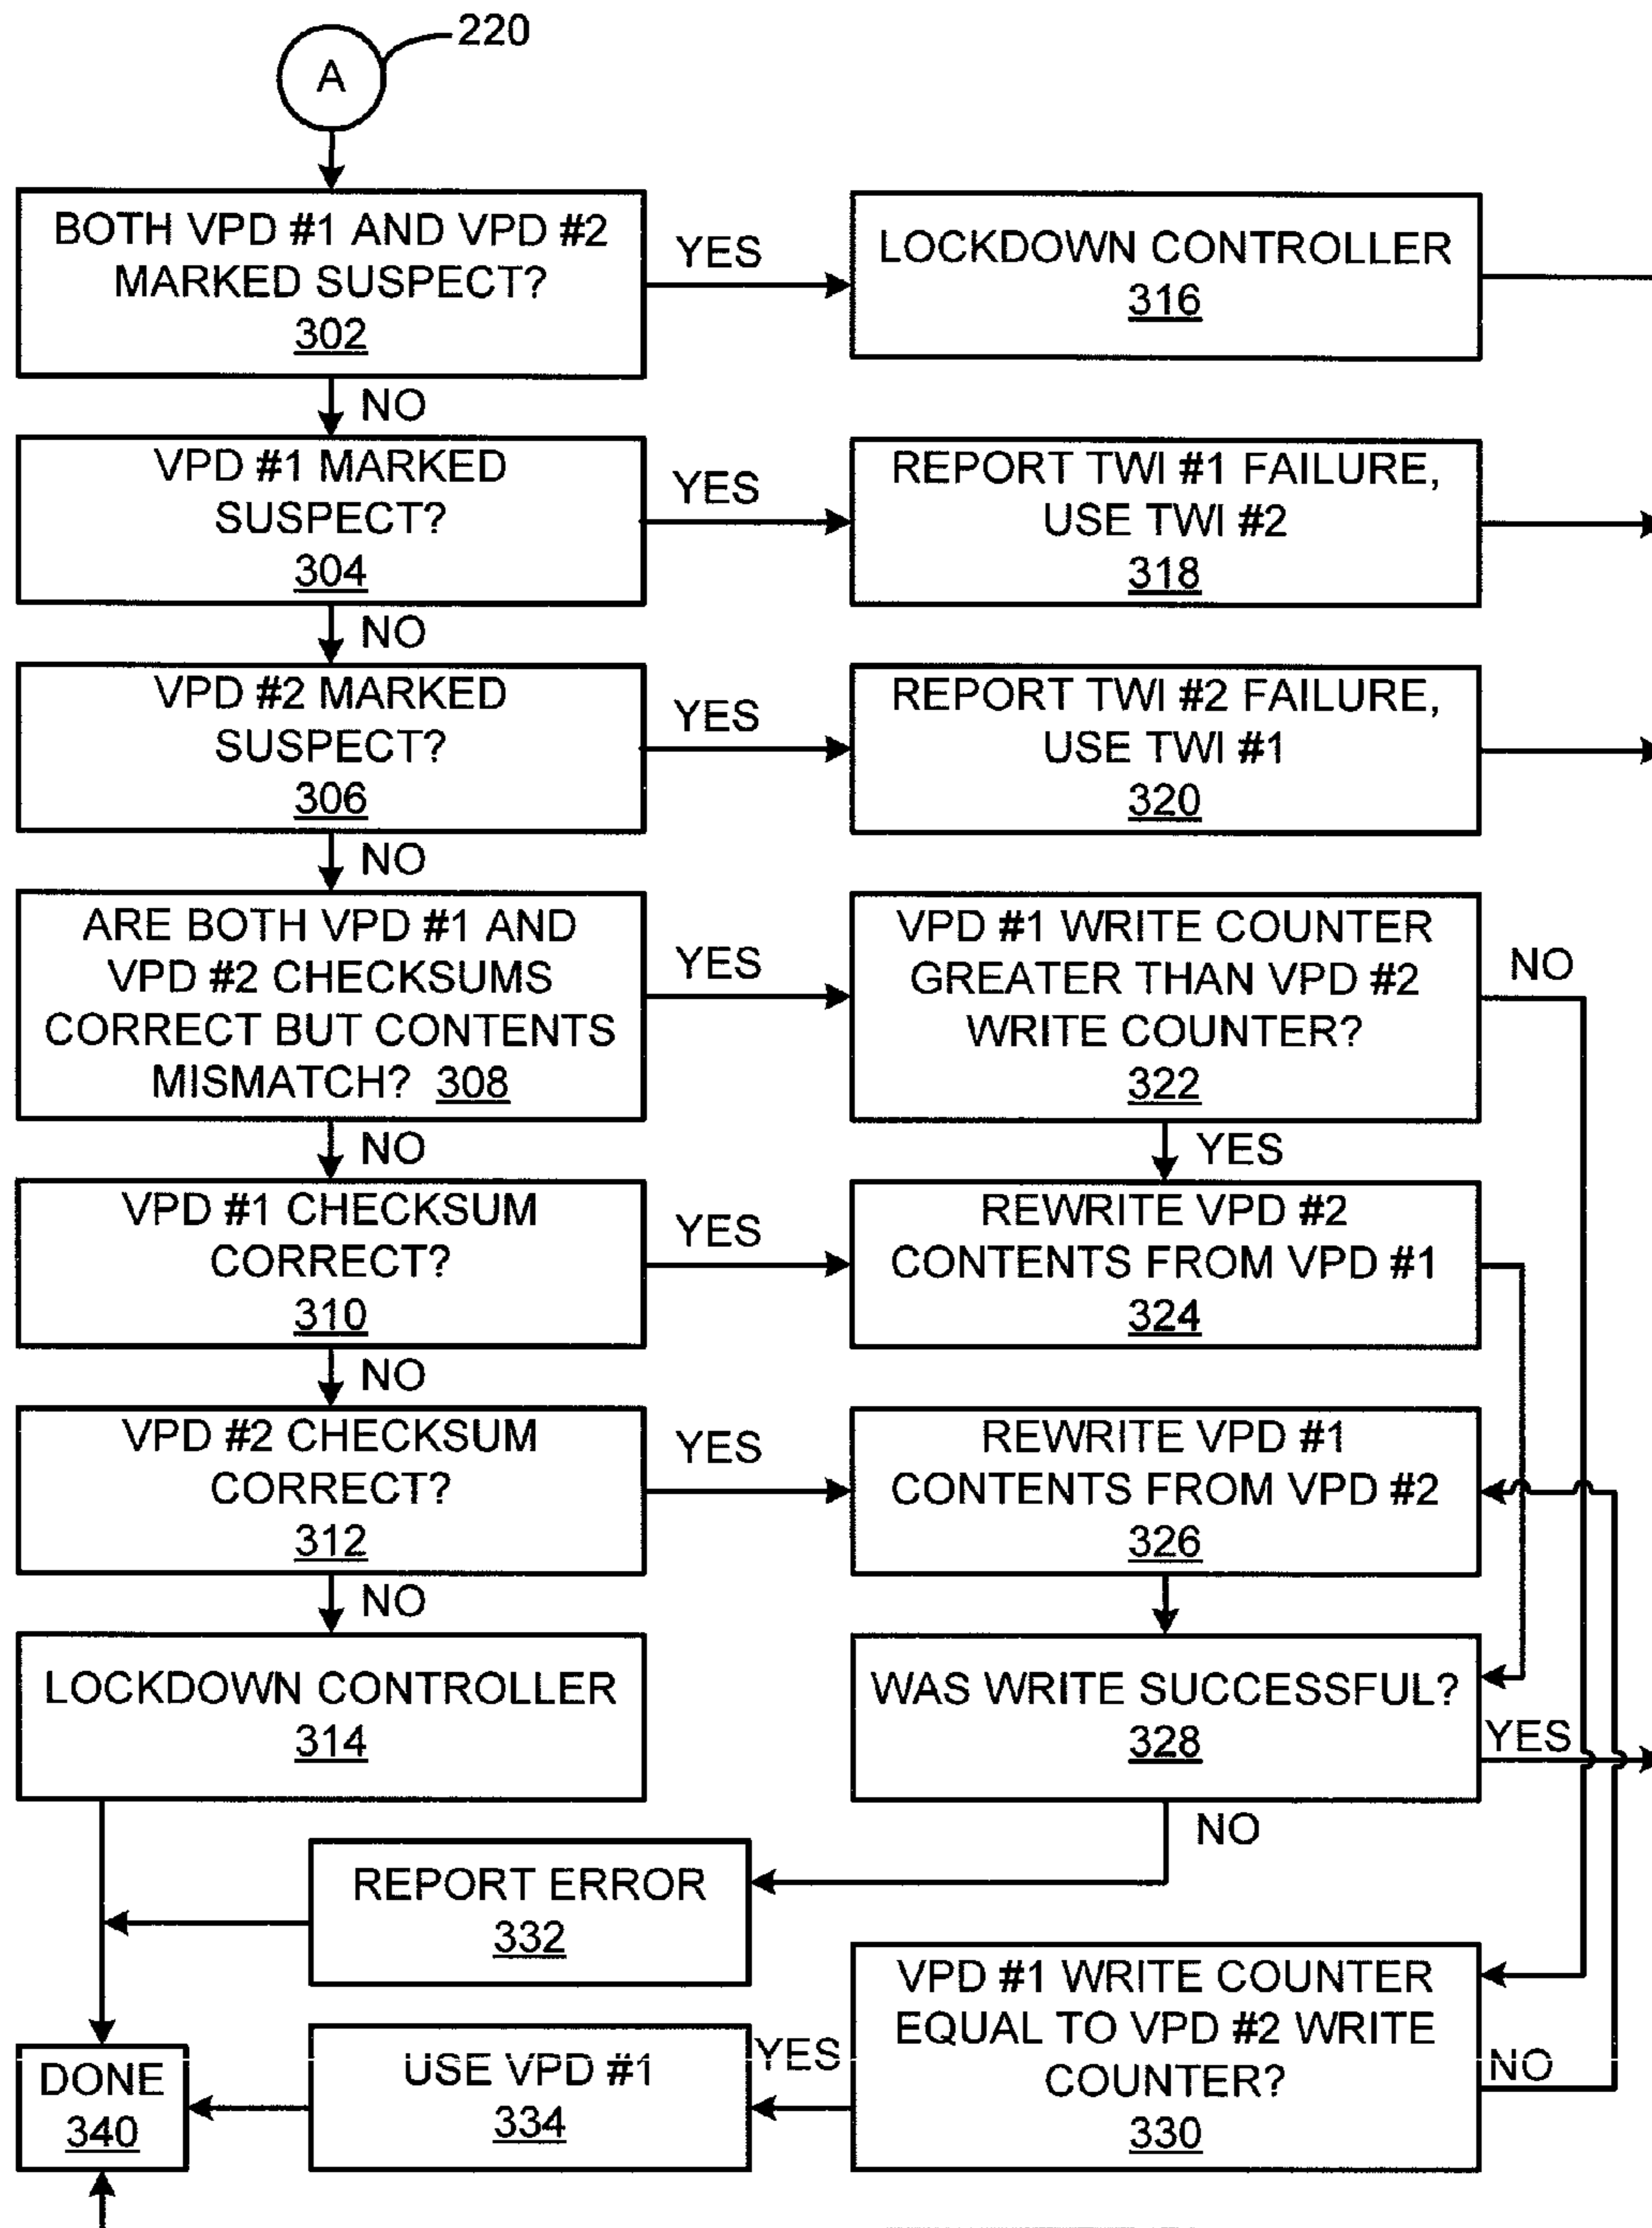 220
A
BOTH VPD #1 AND VPD #2
MARKED SUSPECT?
302
YES
LOCKDOWN CONTROLLER
316
NO
VPD #1 MARKED
SUSPECT?
304
YES
REPORT TWI #1 FAILURE,
USE TWI #2
318
NO
VPD #2 MARKED
SUSPECT?
306
YES
REPORT TWI #2 FAILURE,
USE TWI #1
320
NO
ARE BOTH VPD #1 AND
VPD #2 CHECKSUMS
CORRECT BUT CONTENTS
MISMATCH? 308
YES
VPD #1 WRITE COUNTER
GREATER THAN VPD #2
WRITE COUNTER?
322
NO
NO
YES
VPD #1 CHECKSUM
CORRECT?
310
YES
REWRITE VPD #2
CONTENTS FROM VPD #1
324
NO
VPD #2 CHECKSUM
CORRECT?
312
YES
REWRITE VPD #1
CONTENTS FROM VPD #2
326
NO
LOCKDOWN CONTROLLER
314
WAS WRITE SUCCESSFUL?
328
YES
NO
REPORT ERROR
332
VPD #1 WRITE COUNTER
EQUAL TO VPD #2 WRITE
COUNTER?
330
NO
YES
USE VPD #1
334
DONE
340